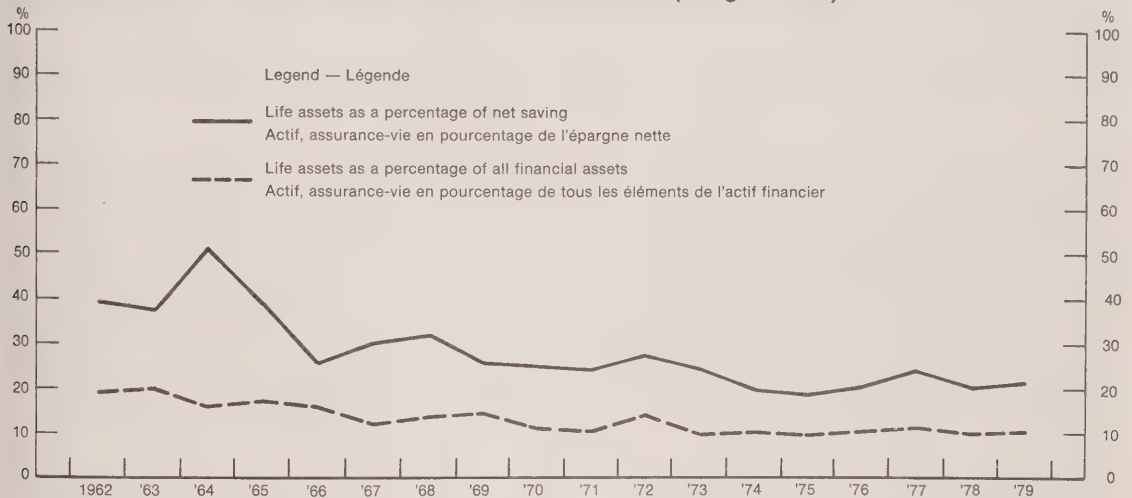 % %
100 100
90 90
Legend — Légende
Life assets as a percentage of net saving
80 80
Actif, assurance-vie en pourcentage de l'épargne nette
70 70
Life assets as a percentage of all financial assets
Actif, assurance-vie en pourcentage de tous les éléments de l'actif financier
60 60
50 50
40 40
30 30
20 20
10 10
0 0
1962 '63 '64 '65 '66 '67 '68 '69 '70 '71 '72 '73 '74 '75 '76 '77 '78 '79